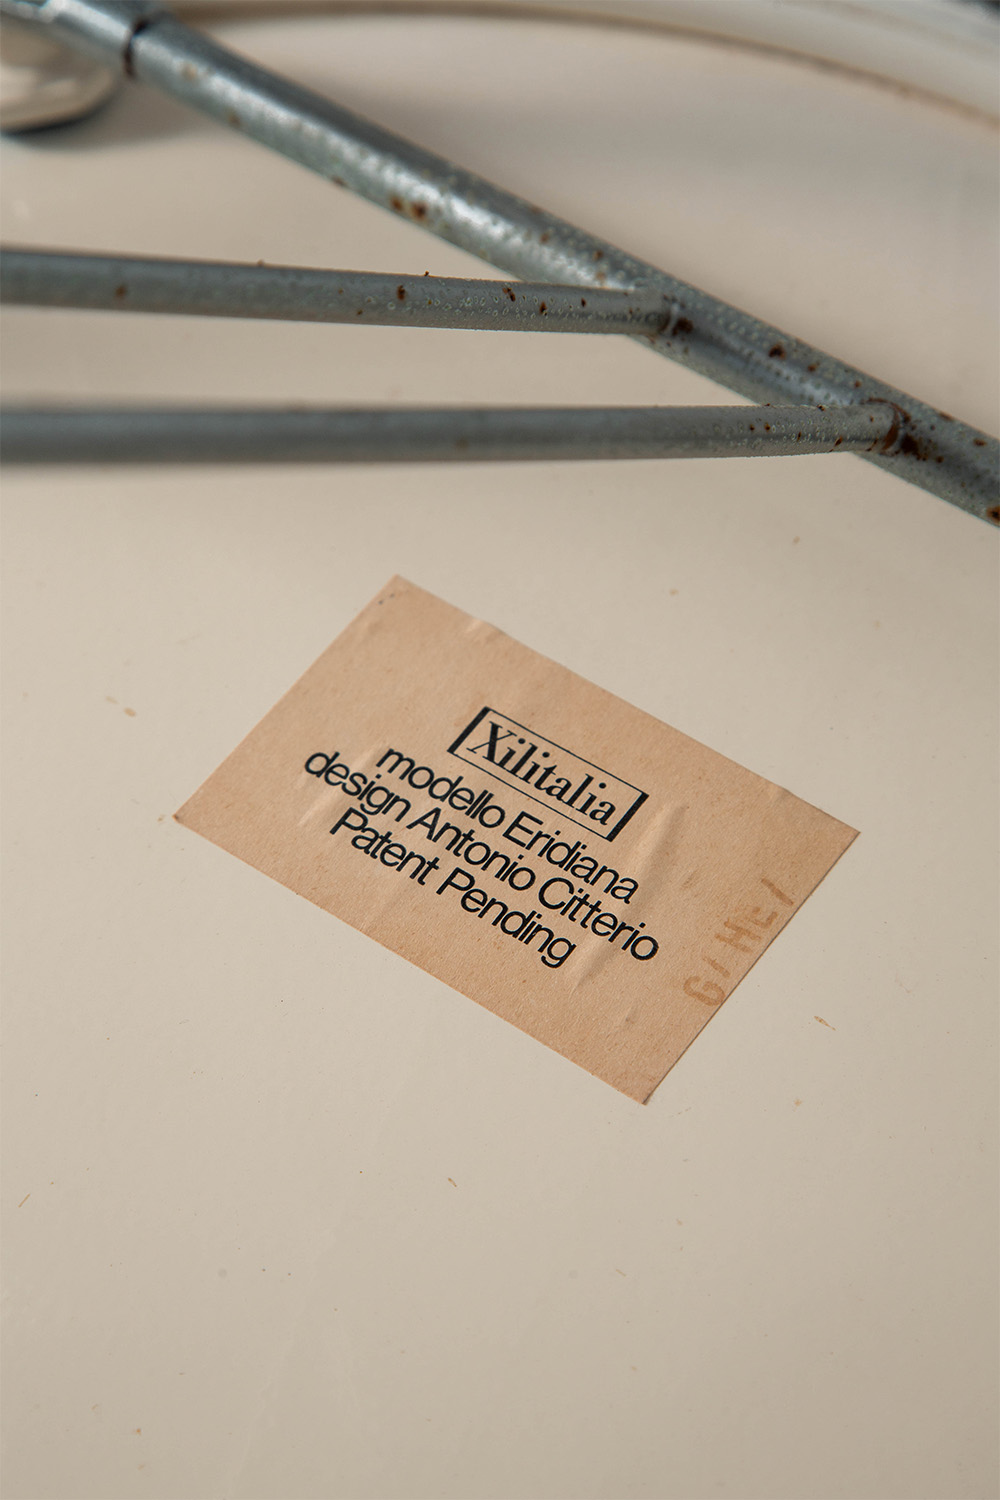 Xilitalia
modello Eridiana
design Antonio Citterio
Patent Pending